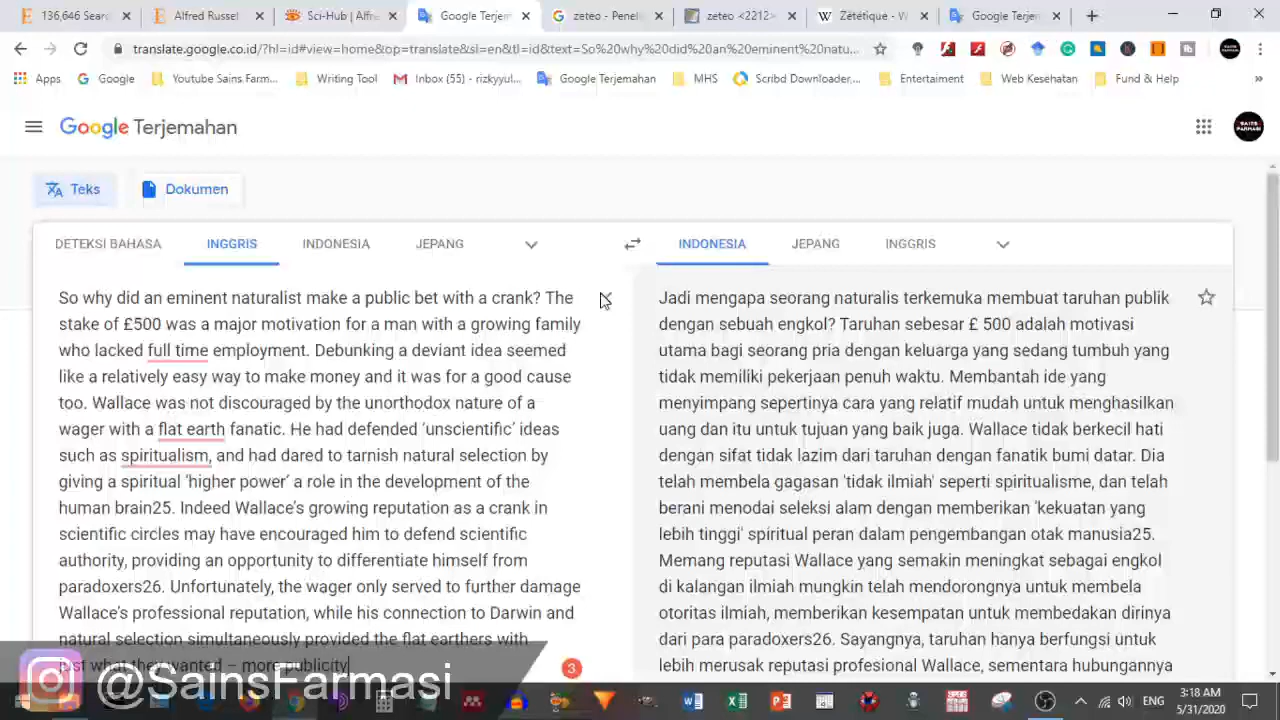 136,646 Search
Alfred Russel
Sci-Hub | Alfre
Google Terjem
zeteo - Peneli
zeteo <2212>
Zététique - W
Google Terjem
translate.google.co.id/?hl=id#view=home&op=translate&sl=en&tl=id&text=So%20why%20did%20an%20eminent%20natu...
Apps
Google
Youtube Sains Farm...
Writing Tool
Inbox (55) - rizkyyul...
Google Terjemahan
MHS
Scribd Downloader,...
Entertaiment
Web Kesehatan
Fund & Help
Google Terjemahan
SAINS FARMASI
Teks
Dokumen
DETEKSI BAHASA
INGGRIS
INDONESIA
JEPANG
INDONESIA
JEPANG
INGGRIS
So why did an eminent naturalist make a public bet with a crank? The
stake of £500 was a major motivation for a man with a growing family
who lacked full time employment. Debunking a deviant idea seemed
like a relatively easy way to make money and it was for a good cause
too. Wallace was not discouraged by the unorthodox nature of a
wager with a flat earth fanatic. He had defended ‘unscientific’ ideas
such as spiritualism, and had dared to tarnish natural selection by
giving a spiritual ‘higher power’ a role in the development of the
human brain25. Indeed Wallace’s growing reputation as a crank in
scientific circles may have encouraged him to defend scientific
authority, providing an opportunity to differentiate himself from
paradoxers26. Unfortunately, the wager only served to further damage
Wallace’s professional reputation, while his connection to Darwin and
natural selection simultaneously provided the flat earthers with
just what they wanted – more publicity
Jadi mengapa seorang naturalis terkemuka membuat taruhan publik
dengan sebuah engkol? Taruhan sebesar £ 500 adalah motivasi
utama bagi seorang pria dengan keluarga yang sedang tumbuh yang
tidak memiliki pekerjaan penuh waktu. Membantah ide yang
menyimpang sepertinya cara yang relatif mudah untuk menghasilkan
uang dan itu untuk tujuan yang baik juga. Wallace tidak berkecil hati
dengan sifat tidak lazim dari taruhan dengan fanatik bumi datar. Dia
telah membela gagasan 'tidak ilmiah' seperti spiritualisme, dan telah
berani menodai seleksi alam dengan memberikan 'kekuatan yang
lebih tinggi' spiritual peran dalam pengembangan otak manusia25.
Memang reputasi Wallace yang semakin meningkat sebagai engkol
di kalangan ilmiah mungkin telah mendorongnya untuk membela
otoritas ilmiah, memberikan kesempatan untuk membedakan dirinya
dari para paradoxers26. Sayangnya, taruhan hanya berfungsi untuk
lebih merusak reputasi profesional Wallace, sementara hubungannya
3
@SainsFarmasi
ENG
3:18 AM
5/31/2020